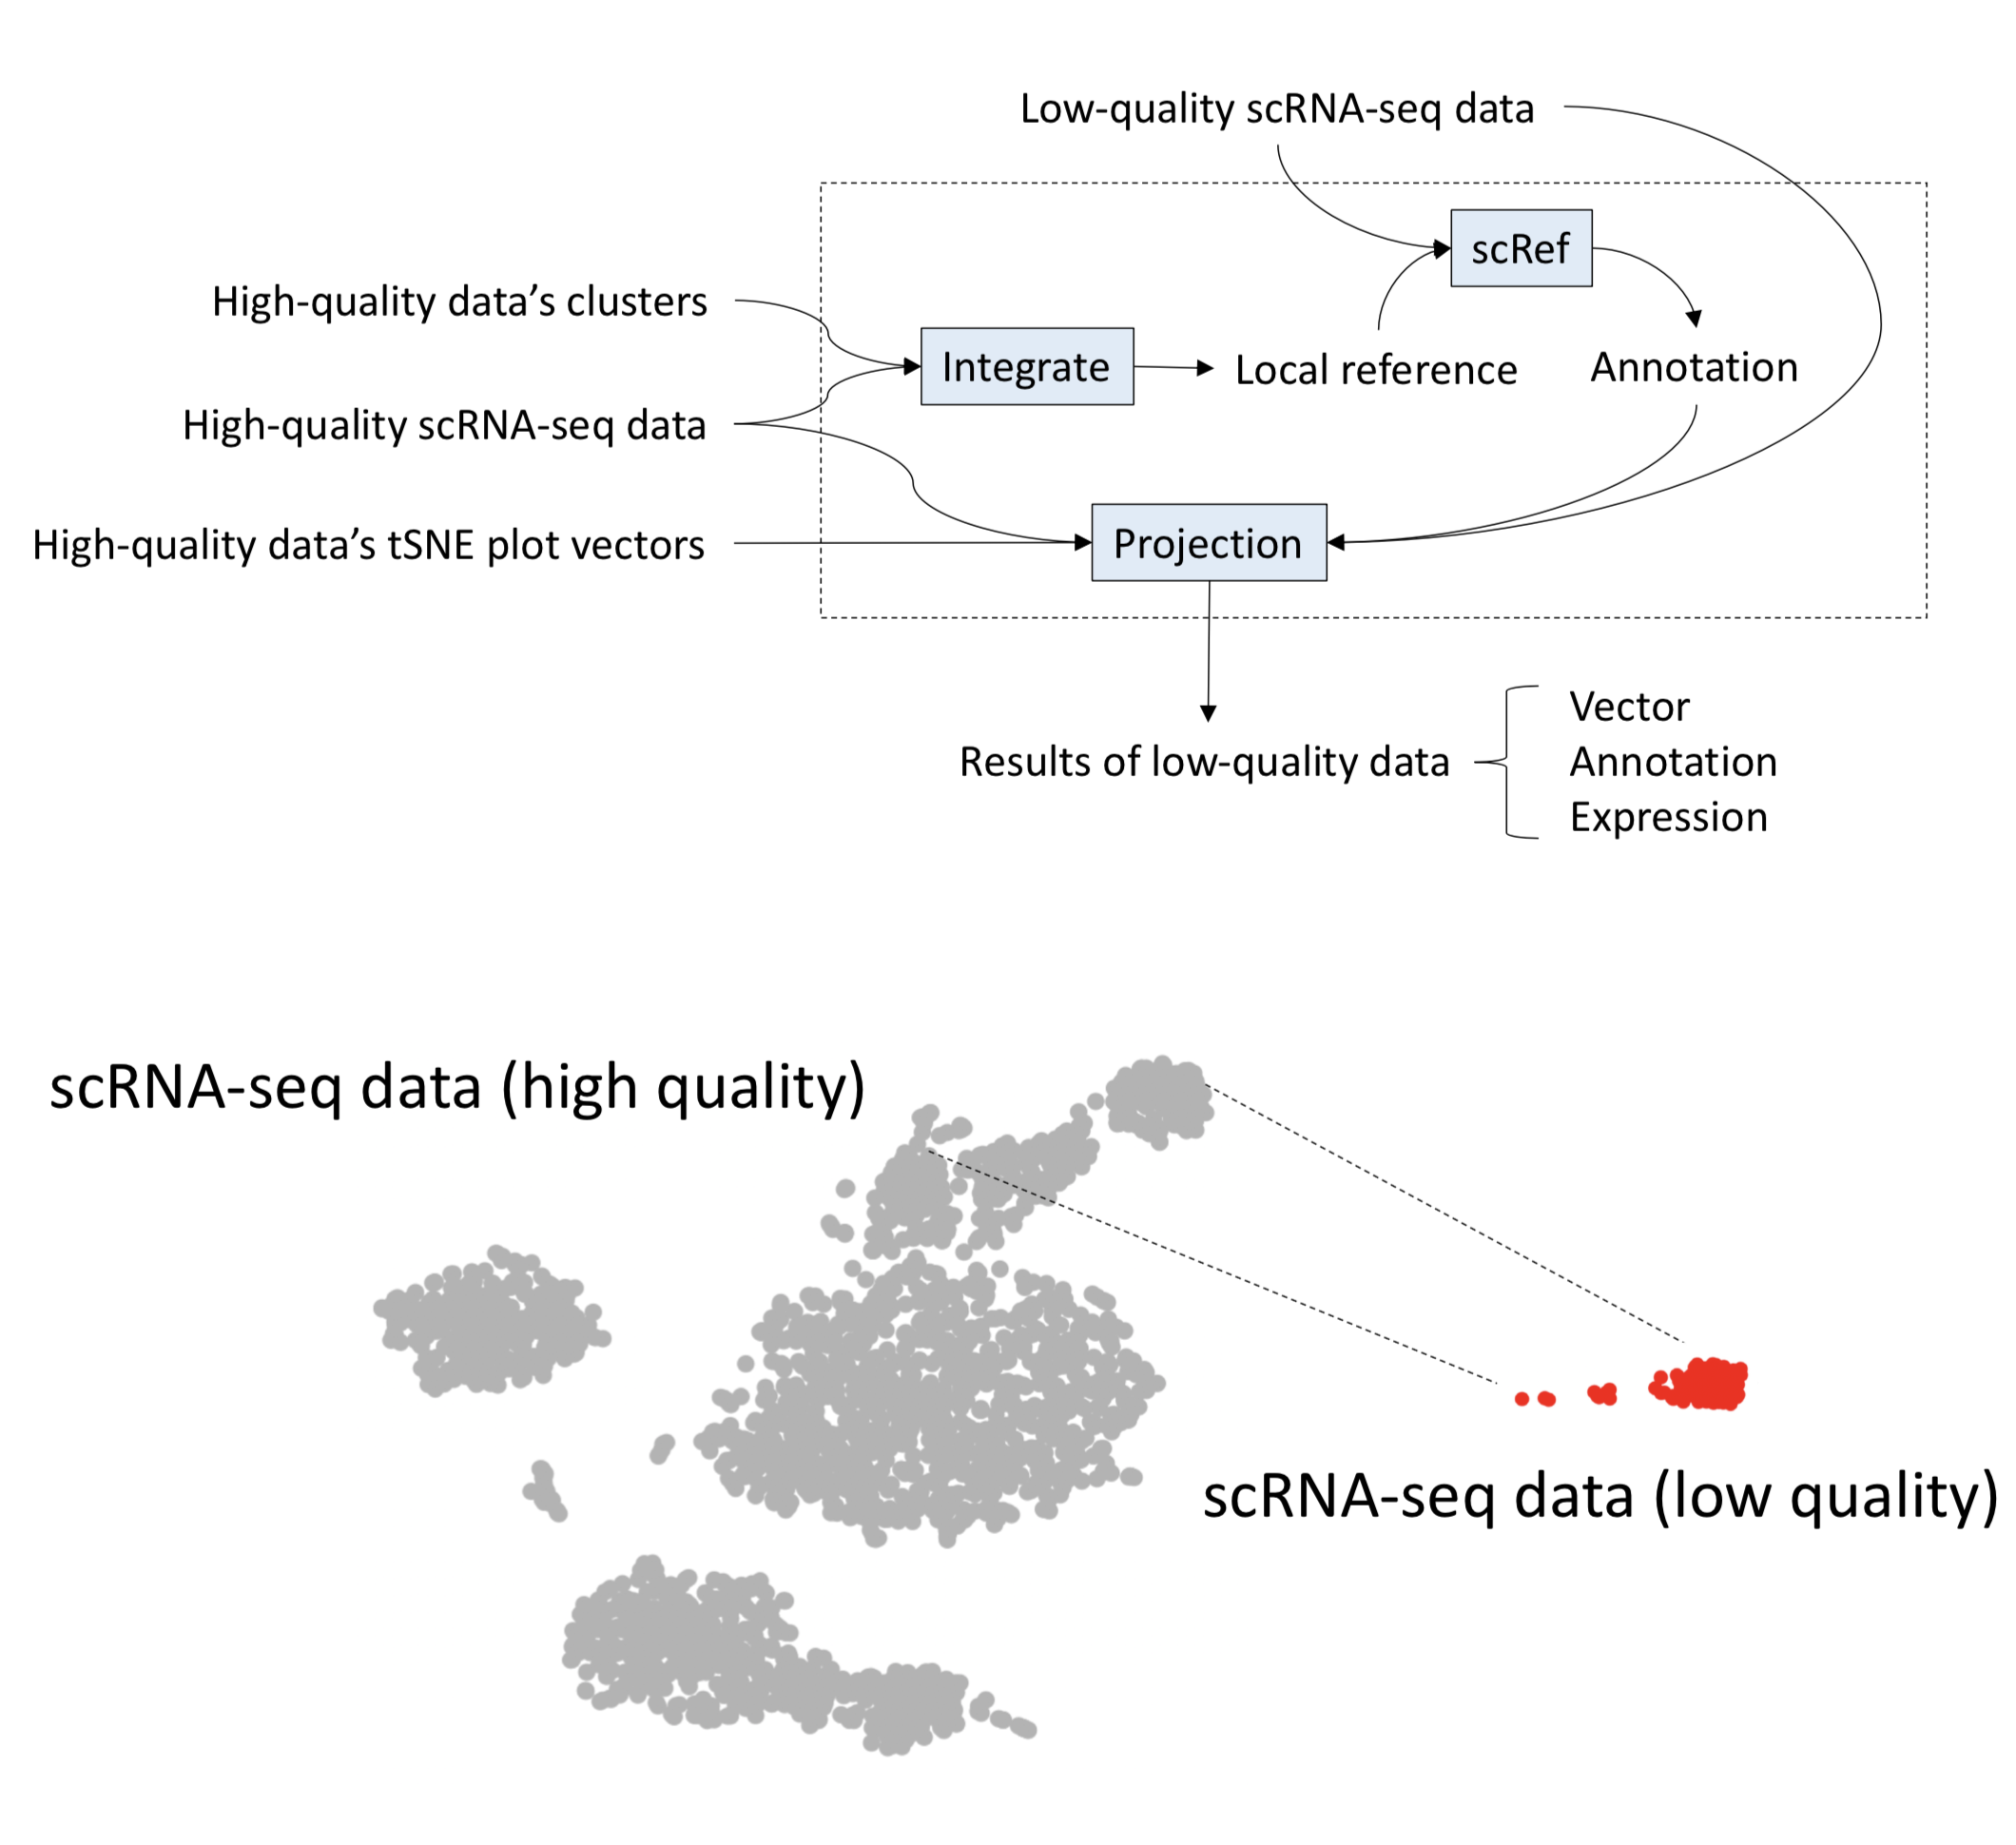 Low-quality scRNA-seq data
scRef
High-quality data’s clusters
Integrate
Local reference
Annotation
High-quality scRNA-seq data
High-quality data’s tSNE plot vectors
Projection
Results of low-quality data
Vector
Annotation
Expression
scRNA-seq data (high quality)
scRNA-seq data (low quality)